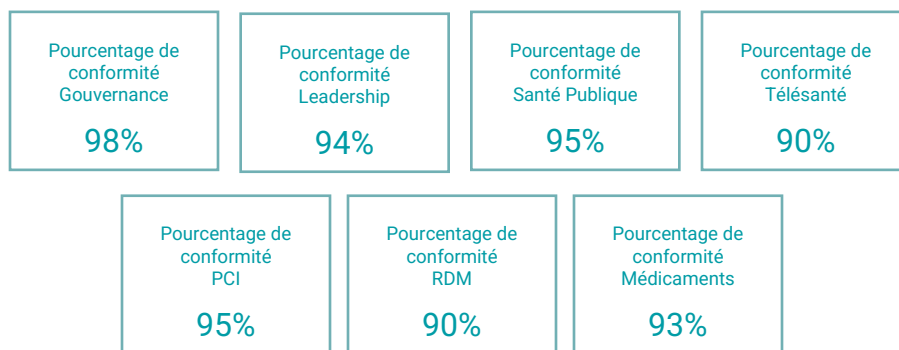 Pourcentage de
conformité
Gouvernance
98%
Pourcentage de
conformité
Leadership
94%
Pourcentage de
conformité
Santé Publique
95%
Pourcentage de
conformité
Télésanté
90%
Pourcentage de
conformité
PCI
95%
Pourcentage de
conformité
RDM
90%
Pourcentage de
conformité
Médicaments
93%